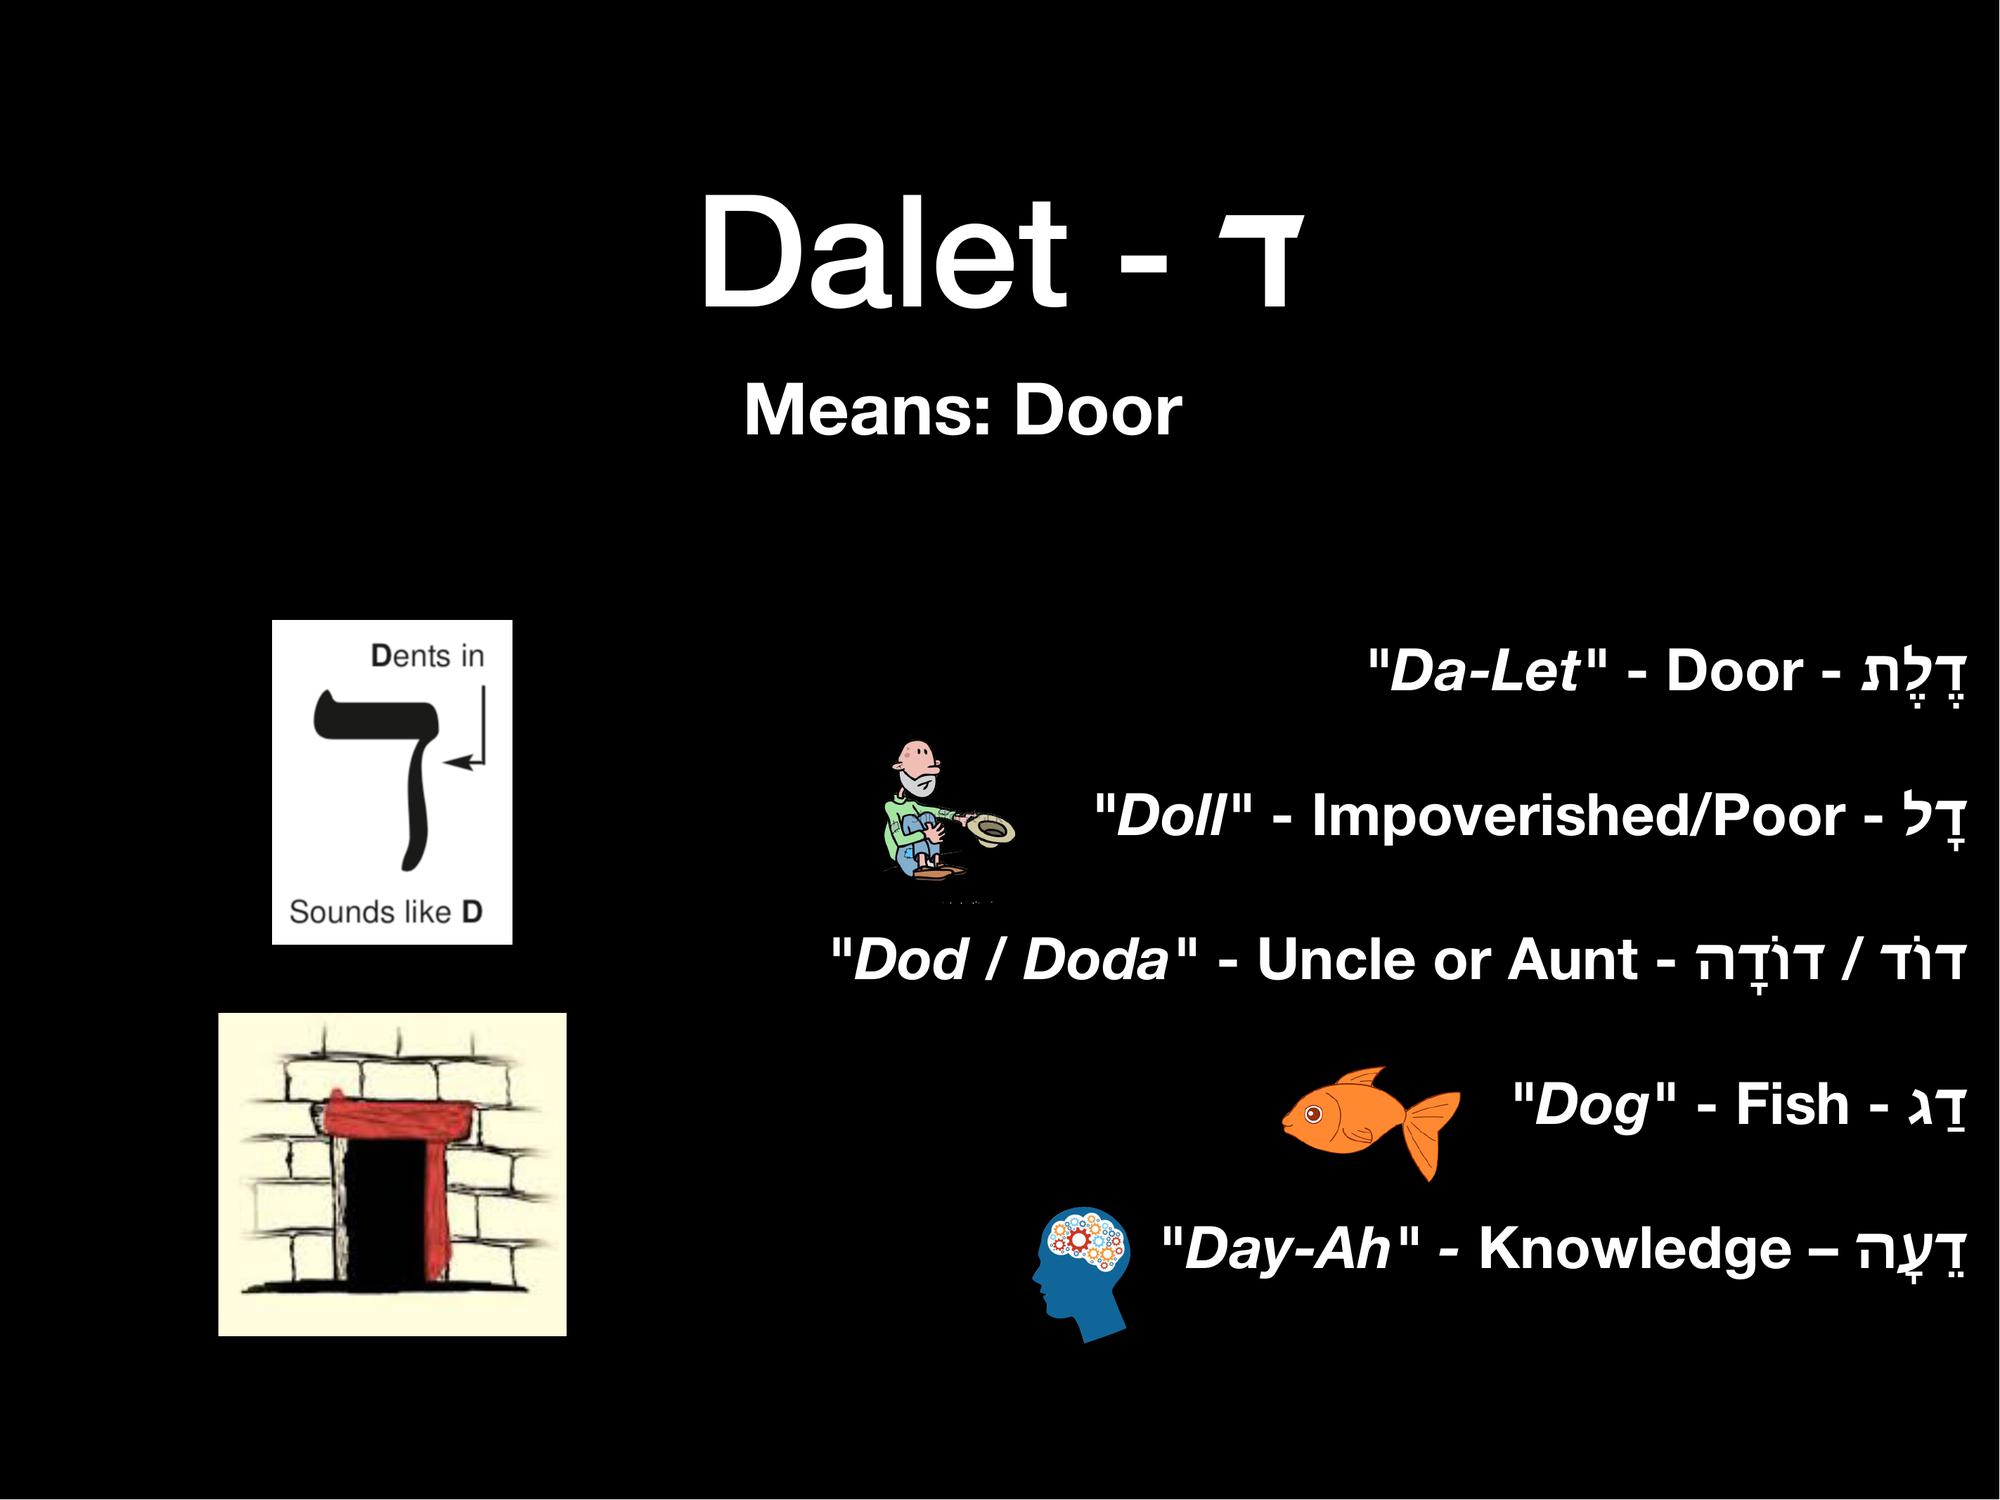 Dalet - ד
Means: Door
Dents in
ד
Sounds like D
"Da-Let" - Door - דֶלֶת
"Doll" - Impoverished/Poor - דָל
"Dod / Doda" - Uncle or Aunt - דוֹד / דוֹדָה
"Dog" - Fish - דַג
"Day-Ah" - Knowledge – דֵעָה